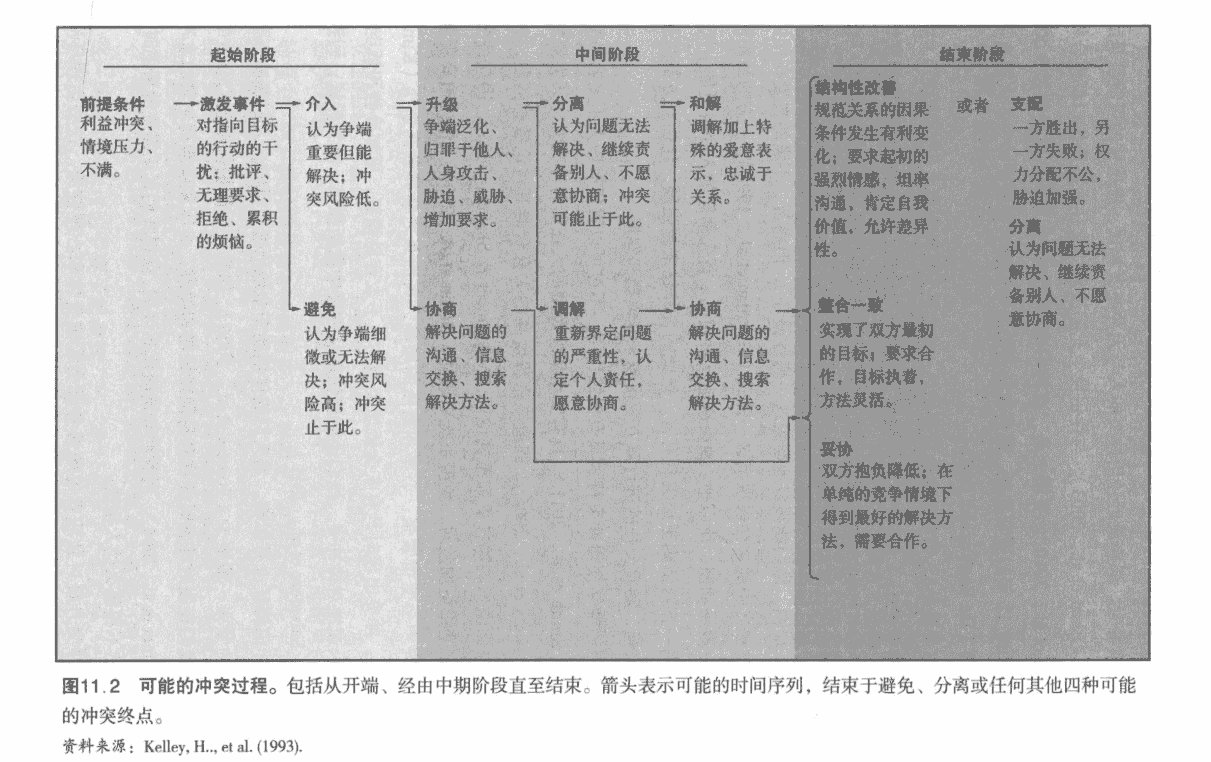 起始阶段
中间阶段
结束阶段
前提条件
利益冲突、
情境压力、
不满。
激发事件
对指向目标
的行动的干
扰：批评、
无理要求、
拒绝、累积
的烦恼。
介入
认为争端
重要但能
解决；冲
突风险低。
避免
认为争端细
微或无法解
决；冲突风
险高；冲突
止于此。
升级
争端泛化、
归罪于他人、
人身攻击、
胁迫、威胁、
增加要求。
协商
解决问题的
沟通、信息
交换、搜索
解决方法。
分离
认为问题无法
解决、继续责
备别人、不愿
意协商；冲突
可能止于此。
调解
重新界定问题
的严重性，认
定个人责任，
愿意协商。
和解
调解加上特
殊的爱意表
示，忠诚于
关系。
协商
解决问题的
沟通、信息
交换、搜索
解决方法。
结构性改善
规范关系的因果
条件发生有利变
化；要求起初的
强烈情感，坦率
沟通，肯定自我
价值，允许差异
性。
整合一致
实现了双方最初
的目标；要求合
作，目标执着，
方法灵活。
妥协
双方抱负降低；在
单纯的竞争情境下
得到最好的解决方
法，需要合作。
或者
支配
一方胜出，另
一方失败；权
力分配不公，
胁迫加强。
分离
认为问题无法
解决、继续责
备别人、不愿
意协商。
图11.2 可能的冲突过程。包括从开端、经由中期阶段直至结束。箭头表示可能的时间序列，结束于避免、分离或任何其他四种可能
的冲突终点。
资料来源：Kelley, H.., et al. (1993).